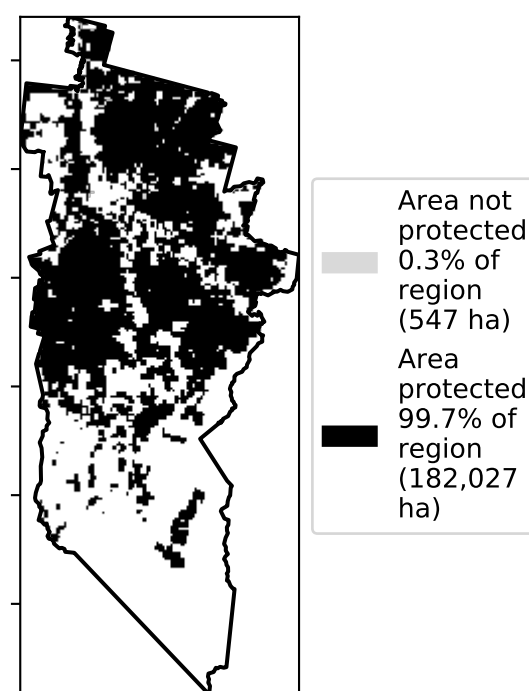 Area not
protected
0.3% of
region
(547 ha)
Area
protected
99.7% of
region
(182,027
ha)